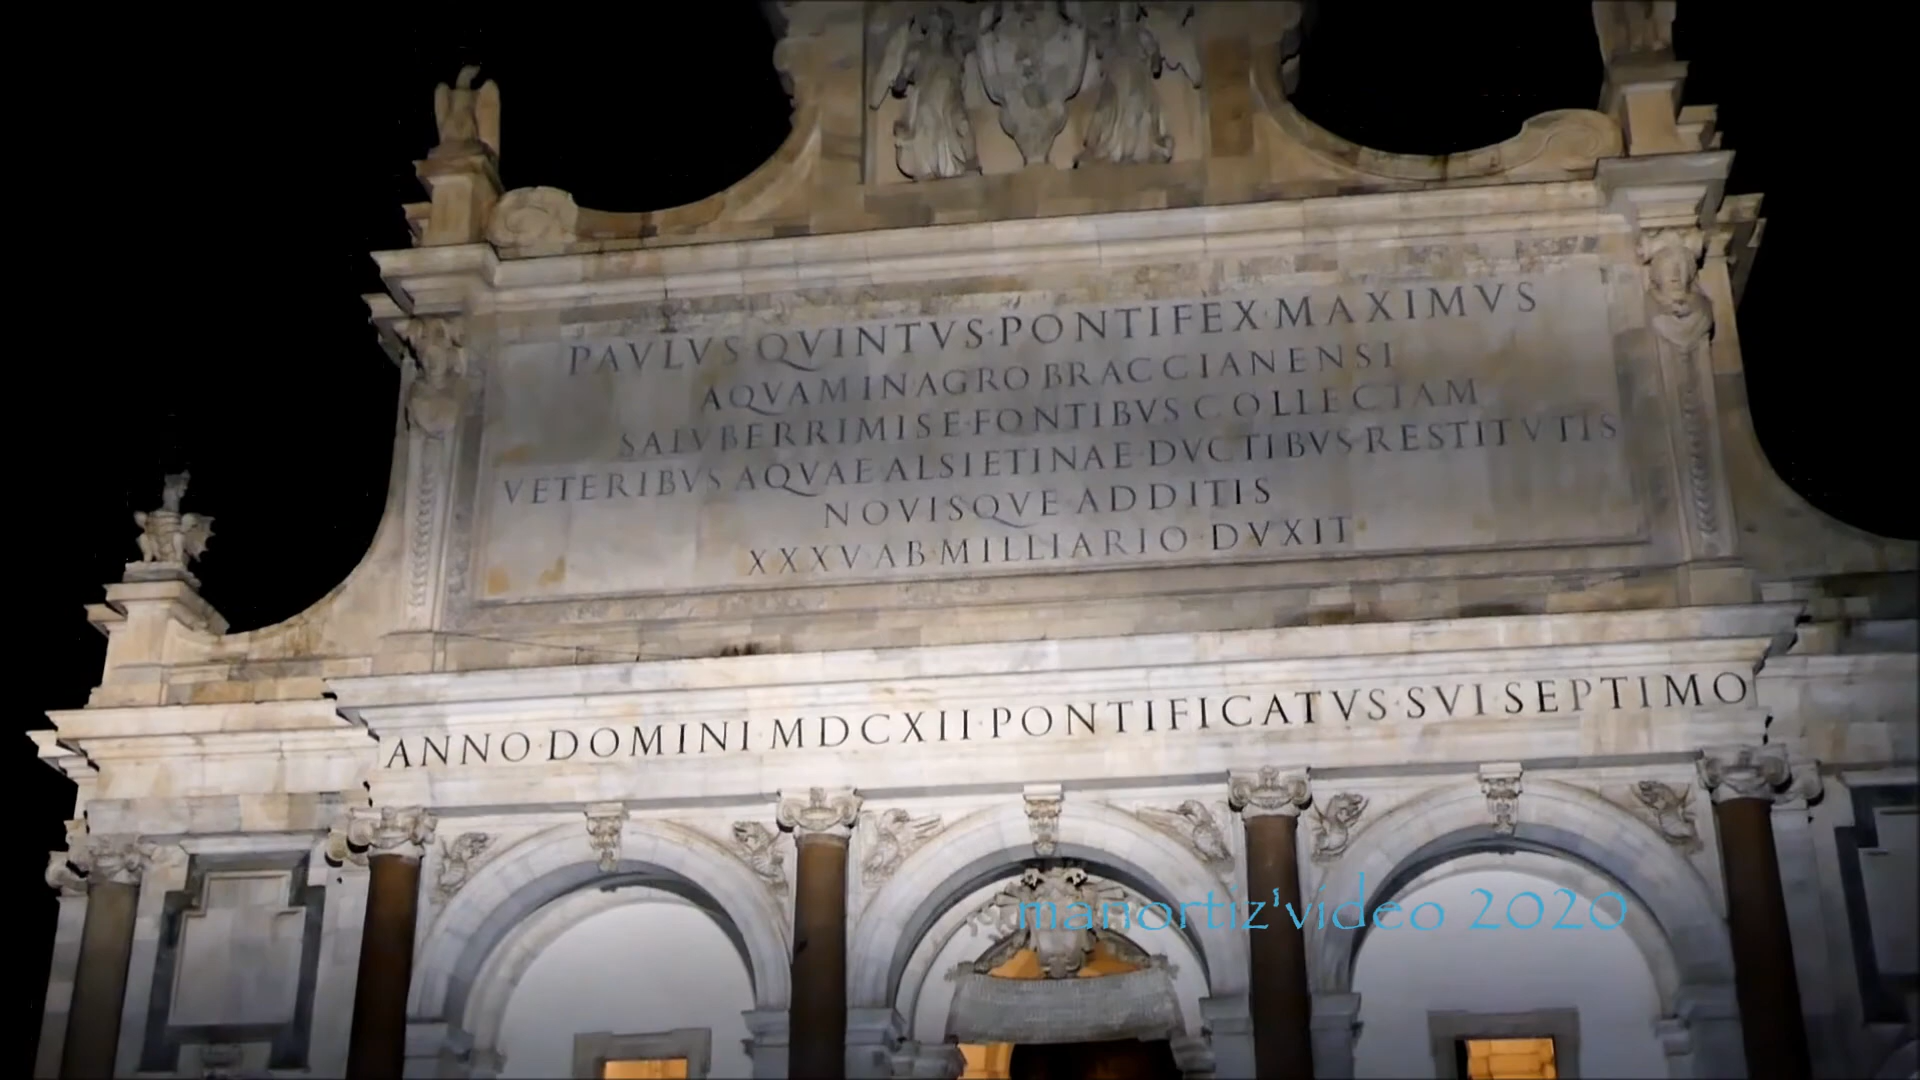 PAVLVS·QVINTVS·PONTIFEX·MAXIMVS
AQVAM IN AGRO BRACCIANENSI
SALVBERRIMIS E·FONTIBVS COLLECTAM
VETERIBVS AQVAE ALSIETINAE·DVCTIBVS·RESTITVTIS
NOVISQVE ADDITIS
XXXV·AB·MILLIARIO·DVXIT
ANNO·DOMINI·MDCXII·PONTIFICATVS·SVI·SEPTIMO
manortiz'video 2020